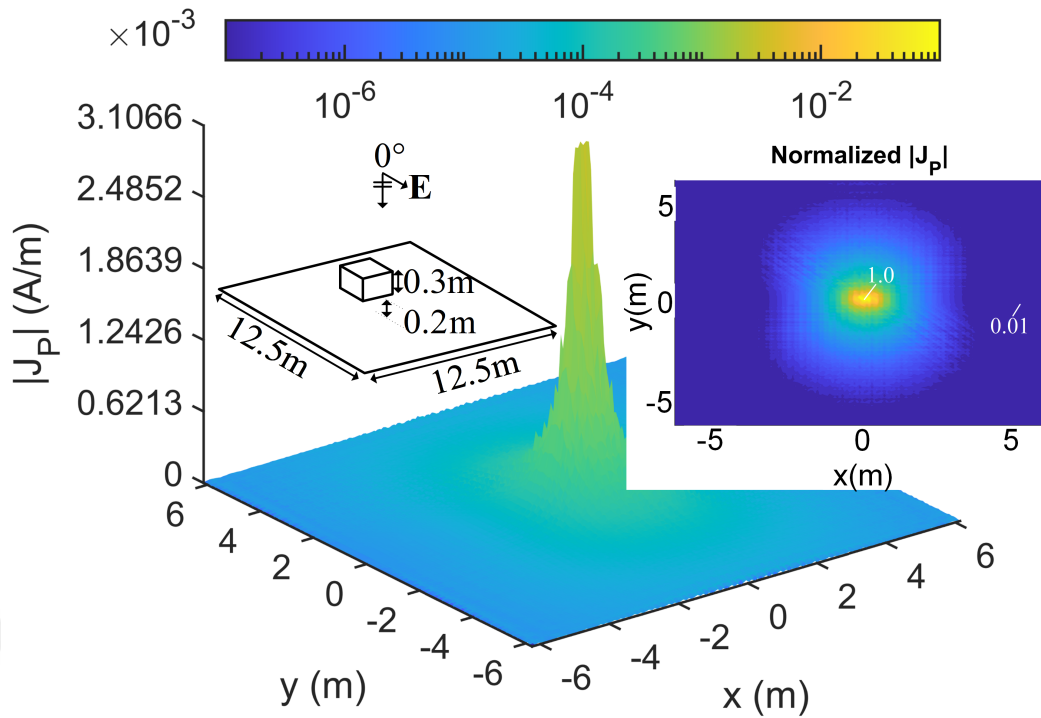 ×10⁻³
10⁻⁶ 10⁻⁴ 10⁻²
3.1066
2.4852
1.8639
1.2426
0.6213
0
|J_P| (A/m)
0°
E
0.3m
0.2m
12.5m
12.5m
Normalized |J_P|
5
0
-5
y(m)
1.0
0.01
-5 0 5
x(m)
6
4
2
0
-2
-4
-6
y (m)
-6
-4
-2
0
2
4
6
x (m)